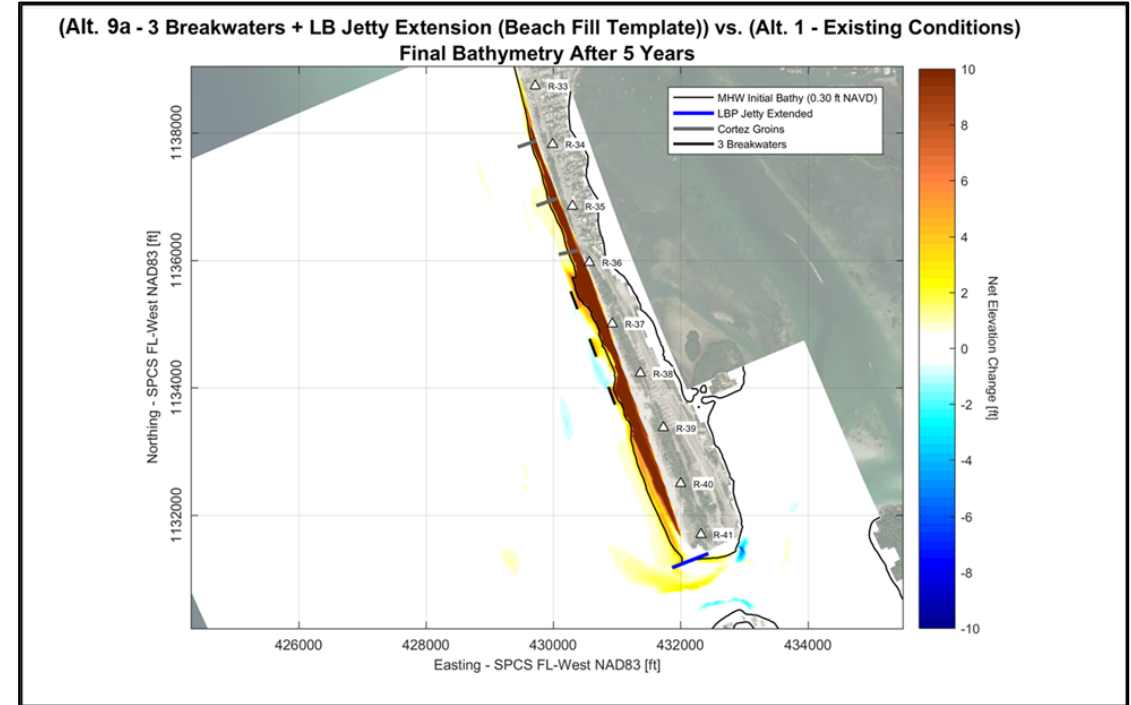 (Alt. 9a - 3 Breakwaters + LB Jetty Extension (Beach Fill Template)) vs. (Alt. 1 - Existing Conditions)
Final Bathymetry After 5 Years
MHW Initial Bathy (0.30 ft NAVD)
LBP Jetty Extended
Cortez Groins
3 Breakwaters
R-33
R-34
R-35
R-36
R-37
R-38
R-39
R-40
R-41
1138000
1136000
1134000
1132000
Northing - SPCS FL-West NAD83 [ft]
426000
428000
430000
432000
434000
Easting - SPCS FL-West NAD83 [ft]
10
8
6
4
2
0
-2
-4
-6
-8
-10
Net Elevation Change [ft]